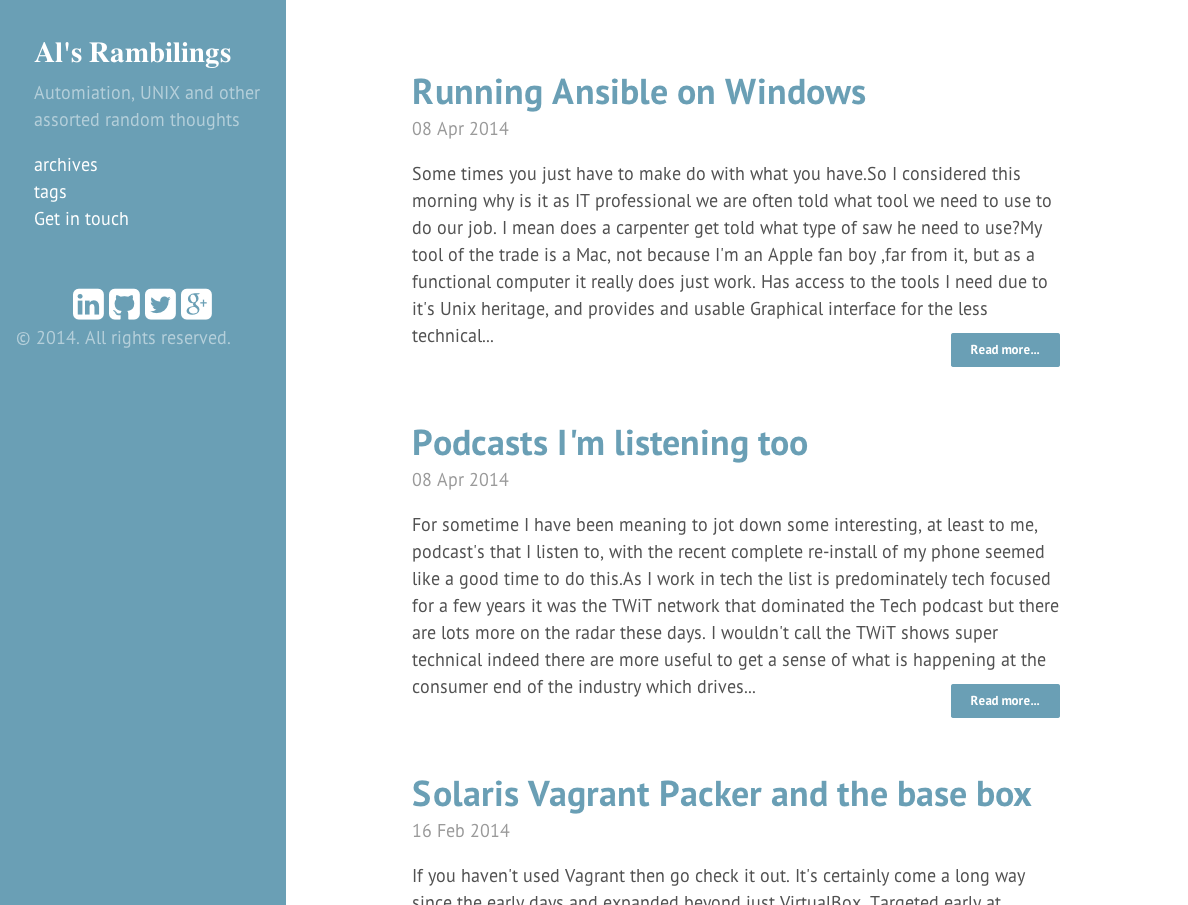 Al's Rambilings
Automiation, UNIX and other
assorted random thoughts
archives
tags
Get in touch
© 2014. All rights reserved.
Running Ansible on Windows
08 Apr 2014
Some times you just have to make do with what you have.So I considered this
morning why is it as IT professional we are often told what tool we need to use to
do our job. I mean does a carpenter get told what type of saw he need to use?My
tool of the trade is a Mac, not because I'm an Apple fan boy ,far from it, but as a
functional computer it really does just work. Has access to the tools I need due to
it's Unix heritage, and provides and usable Graphical interface for the less
technical...
Read more...
Podcasts I'm listening too
08 Apr 2014
For sometime I have been meaning to jot down some interesting, at least to me,
podcast's that I listen to, with the recent complete re-install of my phone seemed
like a good time to do this.As I work in tech the list is predominately tech focused
for a few years it was the TWiT network that dominated the Tech podcast but there
are lots more on the radar these days. I wouldn't call the TWiT shows super
technical indeed there are more useful to get a sense of what is happening at the
consumer end of the industry which drives...
Read more...
Solaris Vagrant Packer and the base box
16 Feb 2014
If you haven't used Vagrant then go check it out. It's certainly come a long way
since the early days and expanded beyond just VirtualBox. Targeted early at